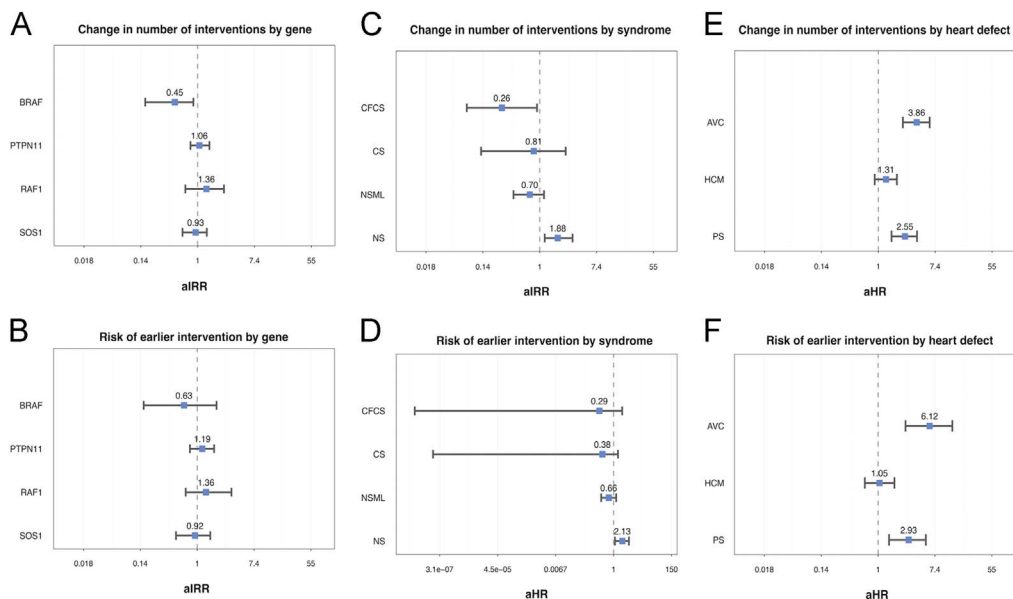 A
Change in number of interventions by gene
BRAF
0.45
PTPN11
1.06
RAF1
1.36
SOS1
0.93
0.018 0.14 1 7.4 55
aIRR
B
Risk of earlier intervention by gene
BRAF
0.63
PTPN11
1.19
RAF1
1.36
SOS1
0.92
0.018 0.14 1 7.4 55
aIRR
C
Change in number of interventions by syndrome
CFCS
0.26
CS
0.81
NSML
0.70
NS
1.88
0.018 0.14 1 7.4 55
aIRR
D
Risk of earlier intervention by syndrome
CFCS
0.29
CS
0.38
NSML
0.66
NS
2.13
3.1e-07 4.5e-05 0.0067 1 150
aHR
E
Change in number of interventions by heart defect
AVC
3.86
HCM
1.31
PS
2.55
0.018 0.14 1 7.4 55
aHR
F
Risk of earlier intervention by heart defect
AVC
6.12
HCM
1.05
PS
2.93
0.018 0.14 1 7.4 55
aHR